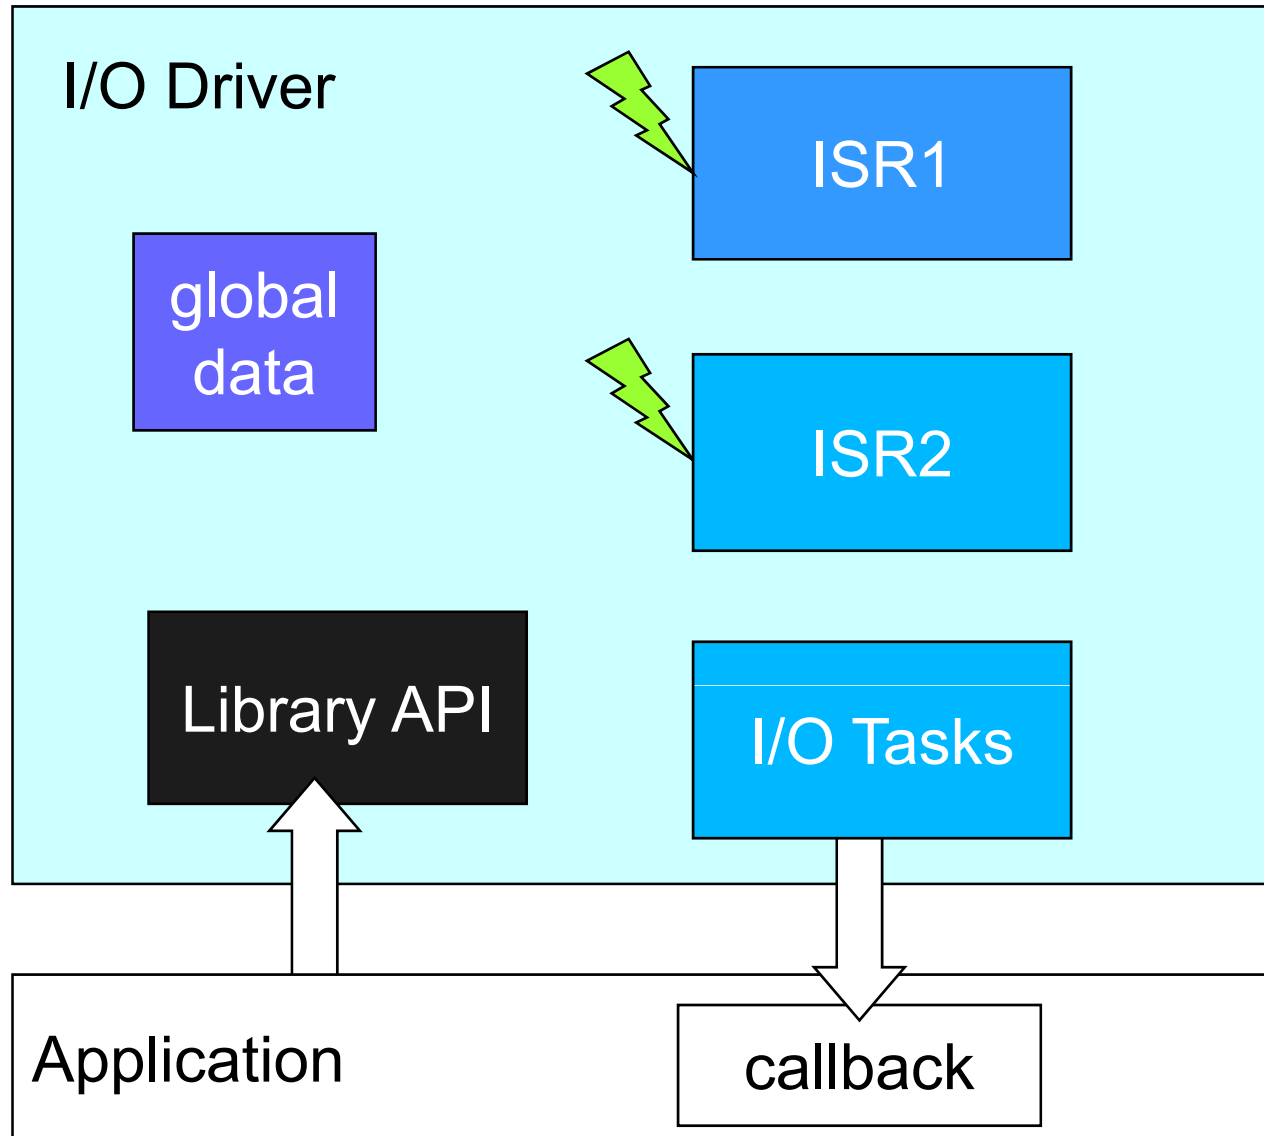 I/O Driver
ISR1
global
data
ISR2
Library API
I/O Tasks
Application
callback